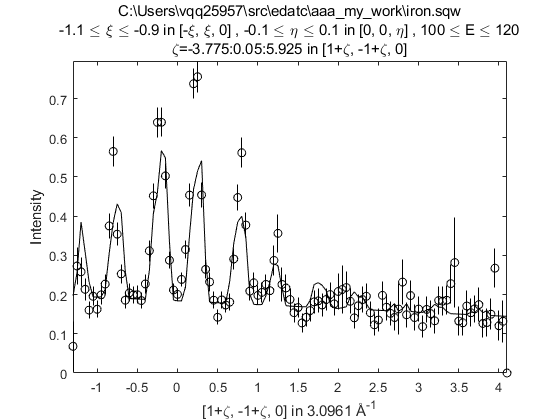 C:\Users\vqq25957\src\edatc\aaa_my_work\iron.sqw
-1.1 ≤ ξ ≤ -0.9 in [-ξ, ξ, 0] , -0.1 ≤ η ≤ 0.1 in [0, 0, η] , 100 ≤ E ≤ 120
ζ=-3.775:0.05:5.925 in [1+ζ, -1+ζ, 0]
Intensity
0.7
0.6
0.5
0.4
0.3
0.2
0.1
0
-1 -0.5 0 0.5 1 1.5 2 2.5 3 3.5 4
[1+ζ, -1+ζ, 0] in 3.0961 Å⁻¹